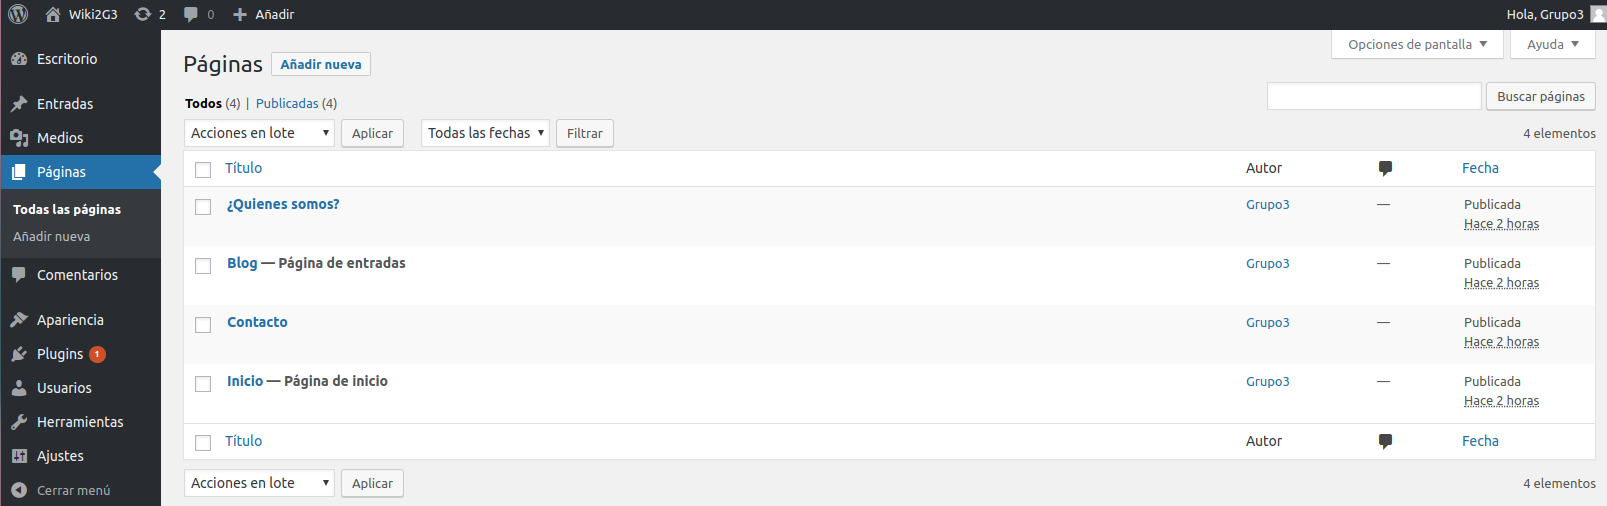 Wiki2G3 2 0 Añadir Hola, Grupo3
Opciones de pantalla Ayuda
Escritorio
Entradas
Medios
Páginas
Todas las páginas
Añadir nueva
Comentarios
Apariencia
Plugins 1
Usuarios
Herramientas
Ajustes
Cerrar menú
Páginas Añadir nueva
Todos (4) | Publicadas (4)
Buscar páginas
Acciones en lote Aplicar Todas las fechas Filtrar 4 elementos
Título Autor Fecha
¿Quienes somos? Grupo3 — Publicada
Hace 2 horas
Blog — Página de entradas Grupo3 — Publicada
Hace 2 horas
Contacto Grupo3 — Publicada
Hace 2 horas
Inicio — Página de inicio Grupo3 — Publicada
Hace 2 horas
Título Autor Fecha
Acciones en lote Aplicar 4 elementos